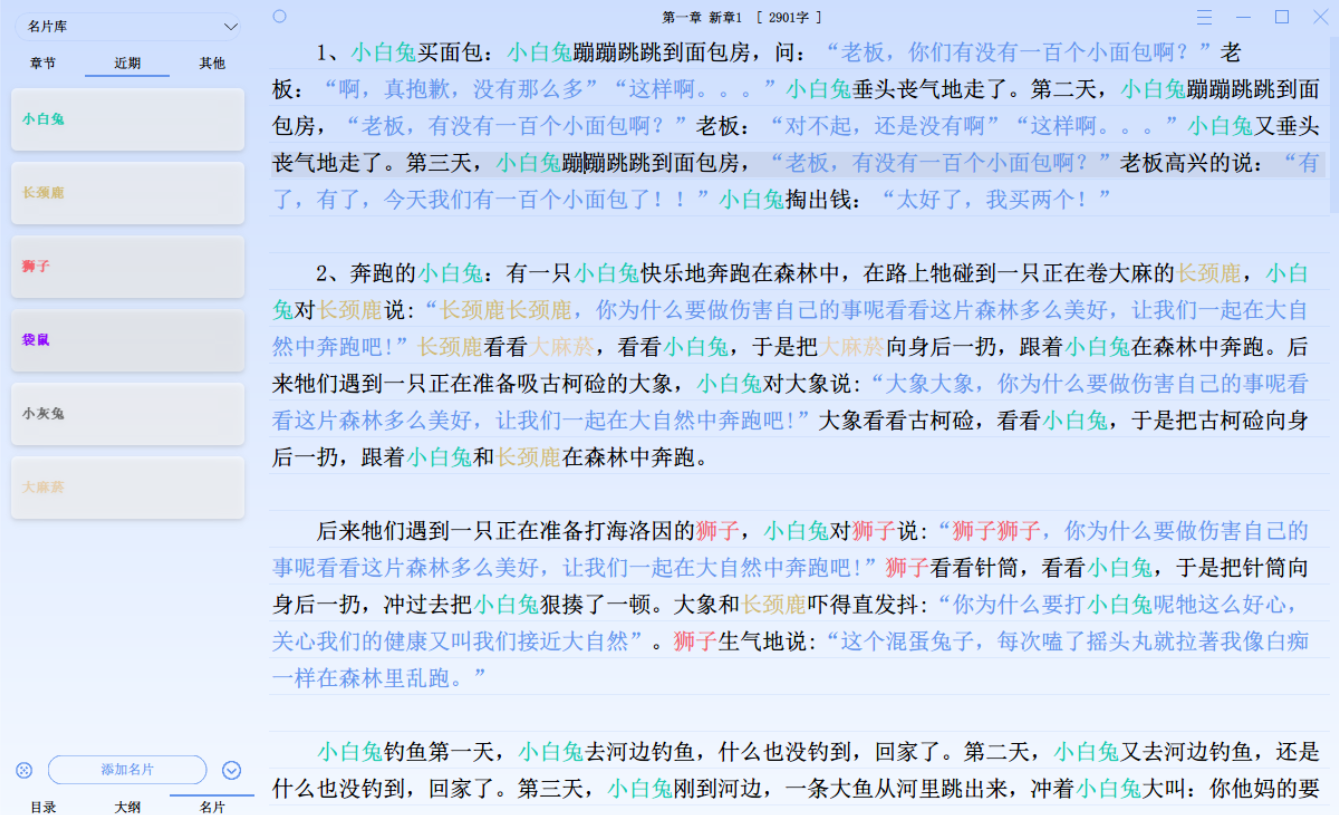 名片库
第一章 新章1 [ 2901字 ]
章节 近期 其他
小白兔
长颈鹿
狮子
袋鼠
小灰兔
大麻菸
1、小白兔买面包：小白兔蹦蹦跳跳到面包房，问：“老板，你们有没有一百个小面包啊？”老
板：“啊，真抱歉，没有那么多”“这样啊。。。”小白兔垂头丧气地走了。第二天，小白兔蹦蹦跳跳到面
包房，“老板，有没有一百个小面包啊？”老板：“对不起，还是没有啊”“这样啊。。。”小白兔又垂头
丧气地走了。第三天，小白兔蹦蹦跳跳到面包房，“老板，有没有一百个小面包啊？”老板高兴的说：“有
了，有了，今天我们有一百个小面包了！！”小白兔掏出钱：“太好了，我买两个！”
2、奔跑的小白兔：有一只小白兔快乐地奔跑在森林中，在路上牠碰到一只正在卷大麻的长颈鹿，小白
兔对长颈鹿说:“长颈鹿长颈鹿，你为什么要做伤害自己的事呢看看这片森林多么美好，让我们一起在大自
然中奔跑吧!”长颈鹿看看大麻菸，看看小白兔，于是把大麻菸向身后一扔，跟着小白兔在森林中奔跑。后
来牠们遇到一只正在准备吸古柯硷的大象，小白兔对大象说:“大象大象，你为什么要做伤害自己的事呢看
看这片森林多么美好，让我们一起在大自然中奔跑吧!”大象看看古柯硷，看看小白兔，于是把古柯硷向身
后一扔，跟着小白兔和长颈鹿在森林中奔跑。
后来牠们遇到一只正在准备打海洛因的狮子，小白兔对狮子说:“狮子狮子，你为什么要做伤害自己的
事呢看看这片森林多么美好，让我们一起在大自然中奔跑吧!”狮子看看针筒，看看小白兔，于是把针筒向
身后一扔，冲过去把小白兔狠揍了一顿。大象和长颈鹿吓得直发抖:“你为什么要打小白兔呢牠这么好心，
关心我们的健康又叫我们接近大自然”。狮子生气地说:“这个混蛋兔子，每次嗑了摇头丸就拉著我像白痴
一样在森林里乱跑。”
小白兔钓鱼第一天，小白兔去河边钓鱼，什么也没钓到，回家了。第二天，小白兔又去河边钓鱼，还是
什么也没钓到，回家了。第三天，小白兔刚到河边，一条大鱼从河里跳出来，冲着小白兔大叫：你他妈的要
添加名片
目录 大纲 名片